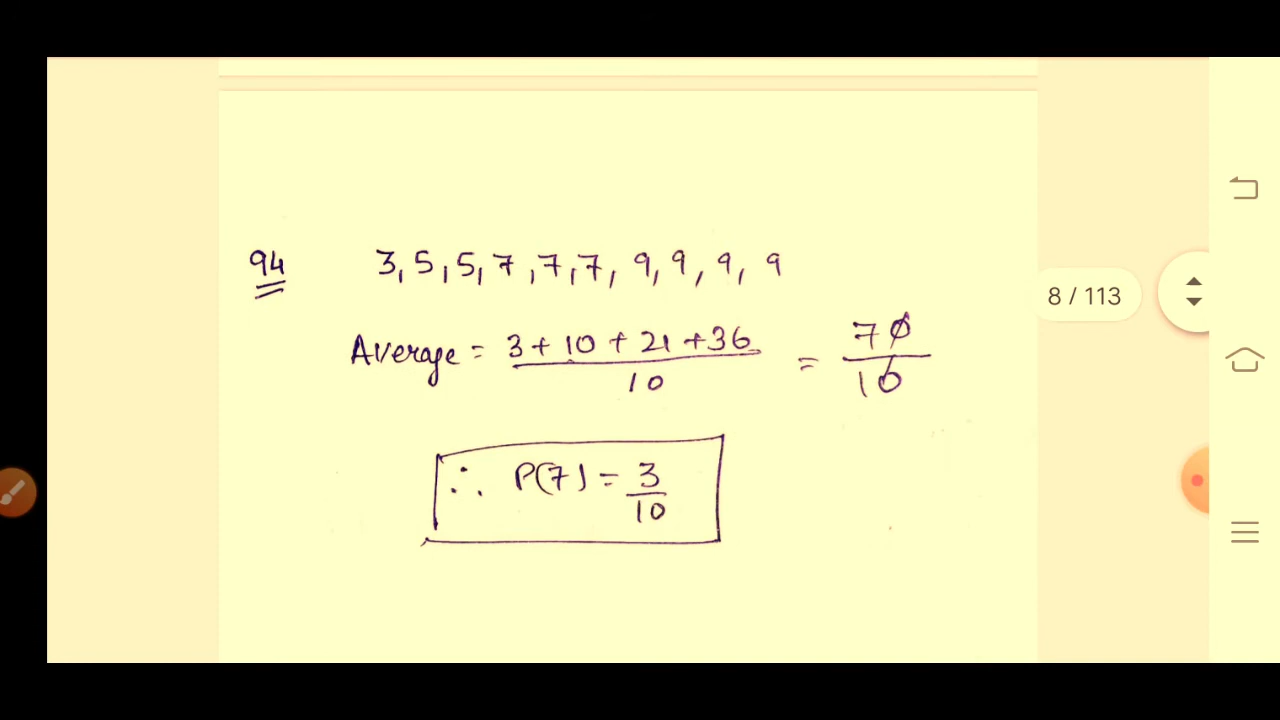 94 3, 5, 5, 7, 7, 7, 9, 9, 9, 9
Average = 3 + 10 + 21 + 36 / 10 = 70 / 10
∴ P(7) = 3/10
8 / 113